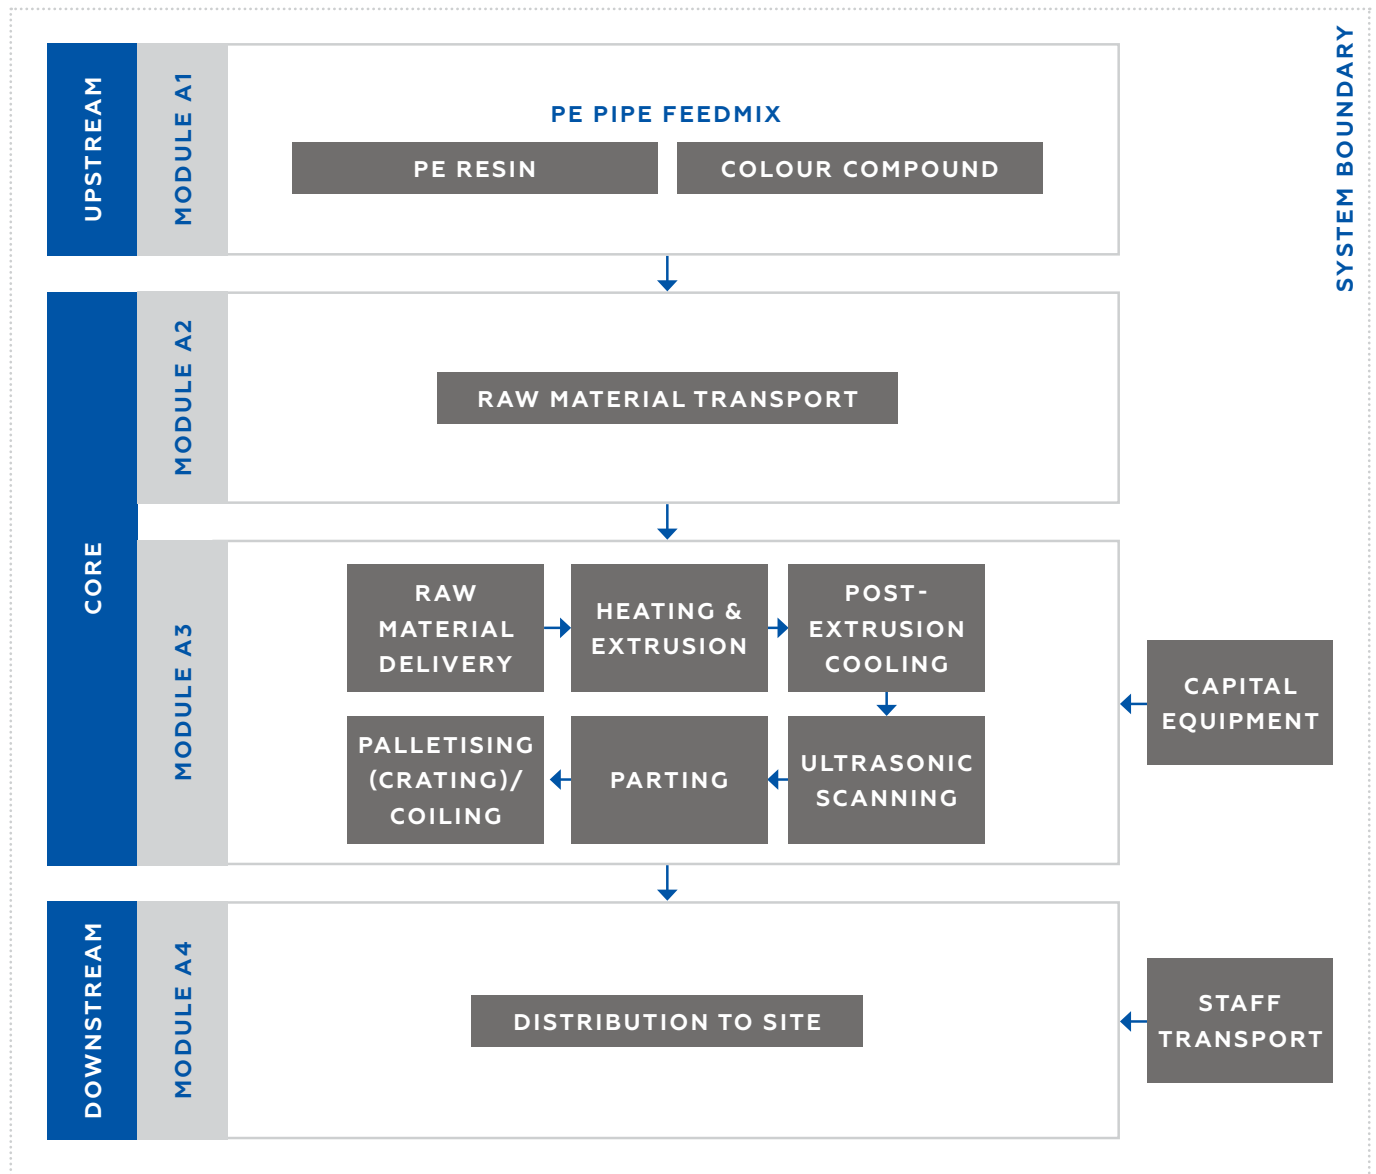 SYSTEM BOUNDARY
UPSTREAM
MODULE A1
PE PIPE FEEDMIX
PE RESIN
COLOUR COMPOUND
CORE
MODULE A2
RAW MATERIAL TRANSPORT
MODULE A3
RAW
MATERIAL
DELIVERY
HEATING &
EXTRUSION
POST-
EXTRUSION
COOLING
ULTRASONIC
SCANNING
PARTING
PALLETISING
(CRATING)/
COILING
CAPITAL
EQUIPMENT
DOWNSTREAM
MODULE A4
DISTRIBUTION TO SITE
STAFF
TRANSPORT